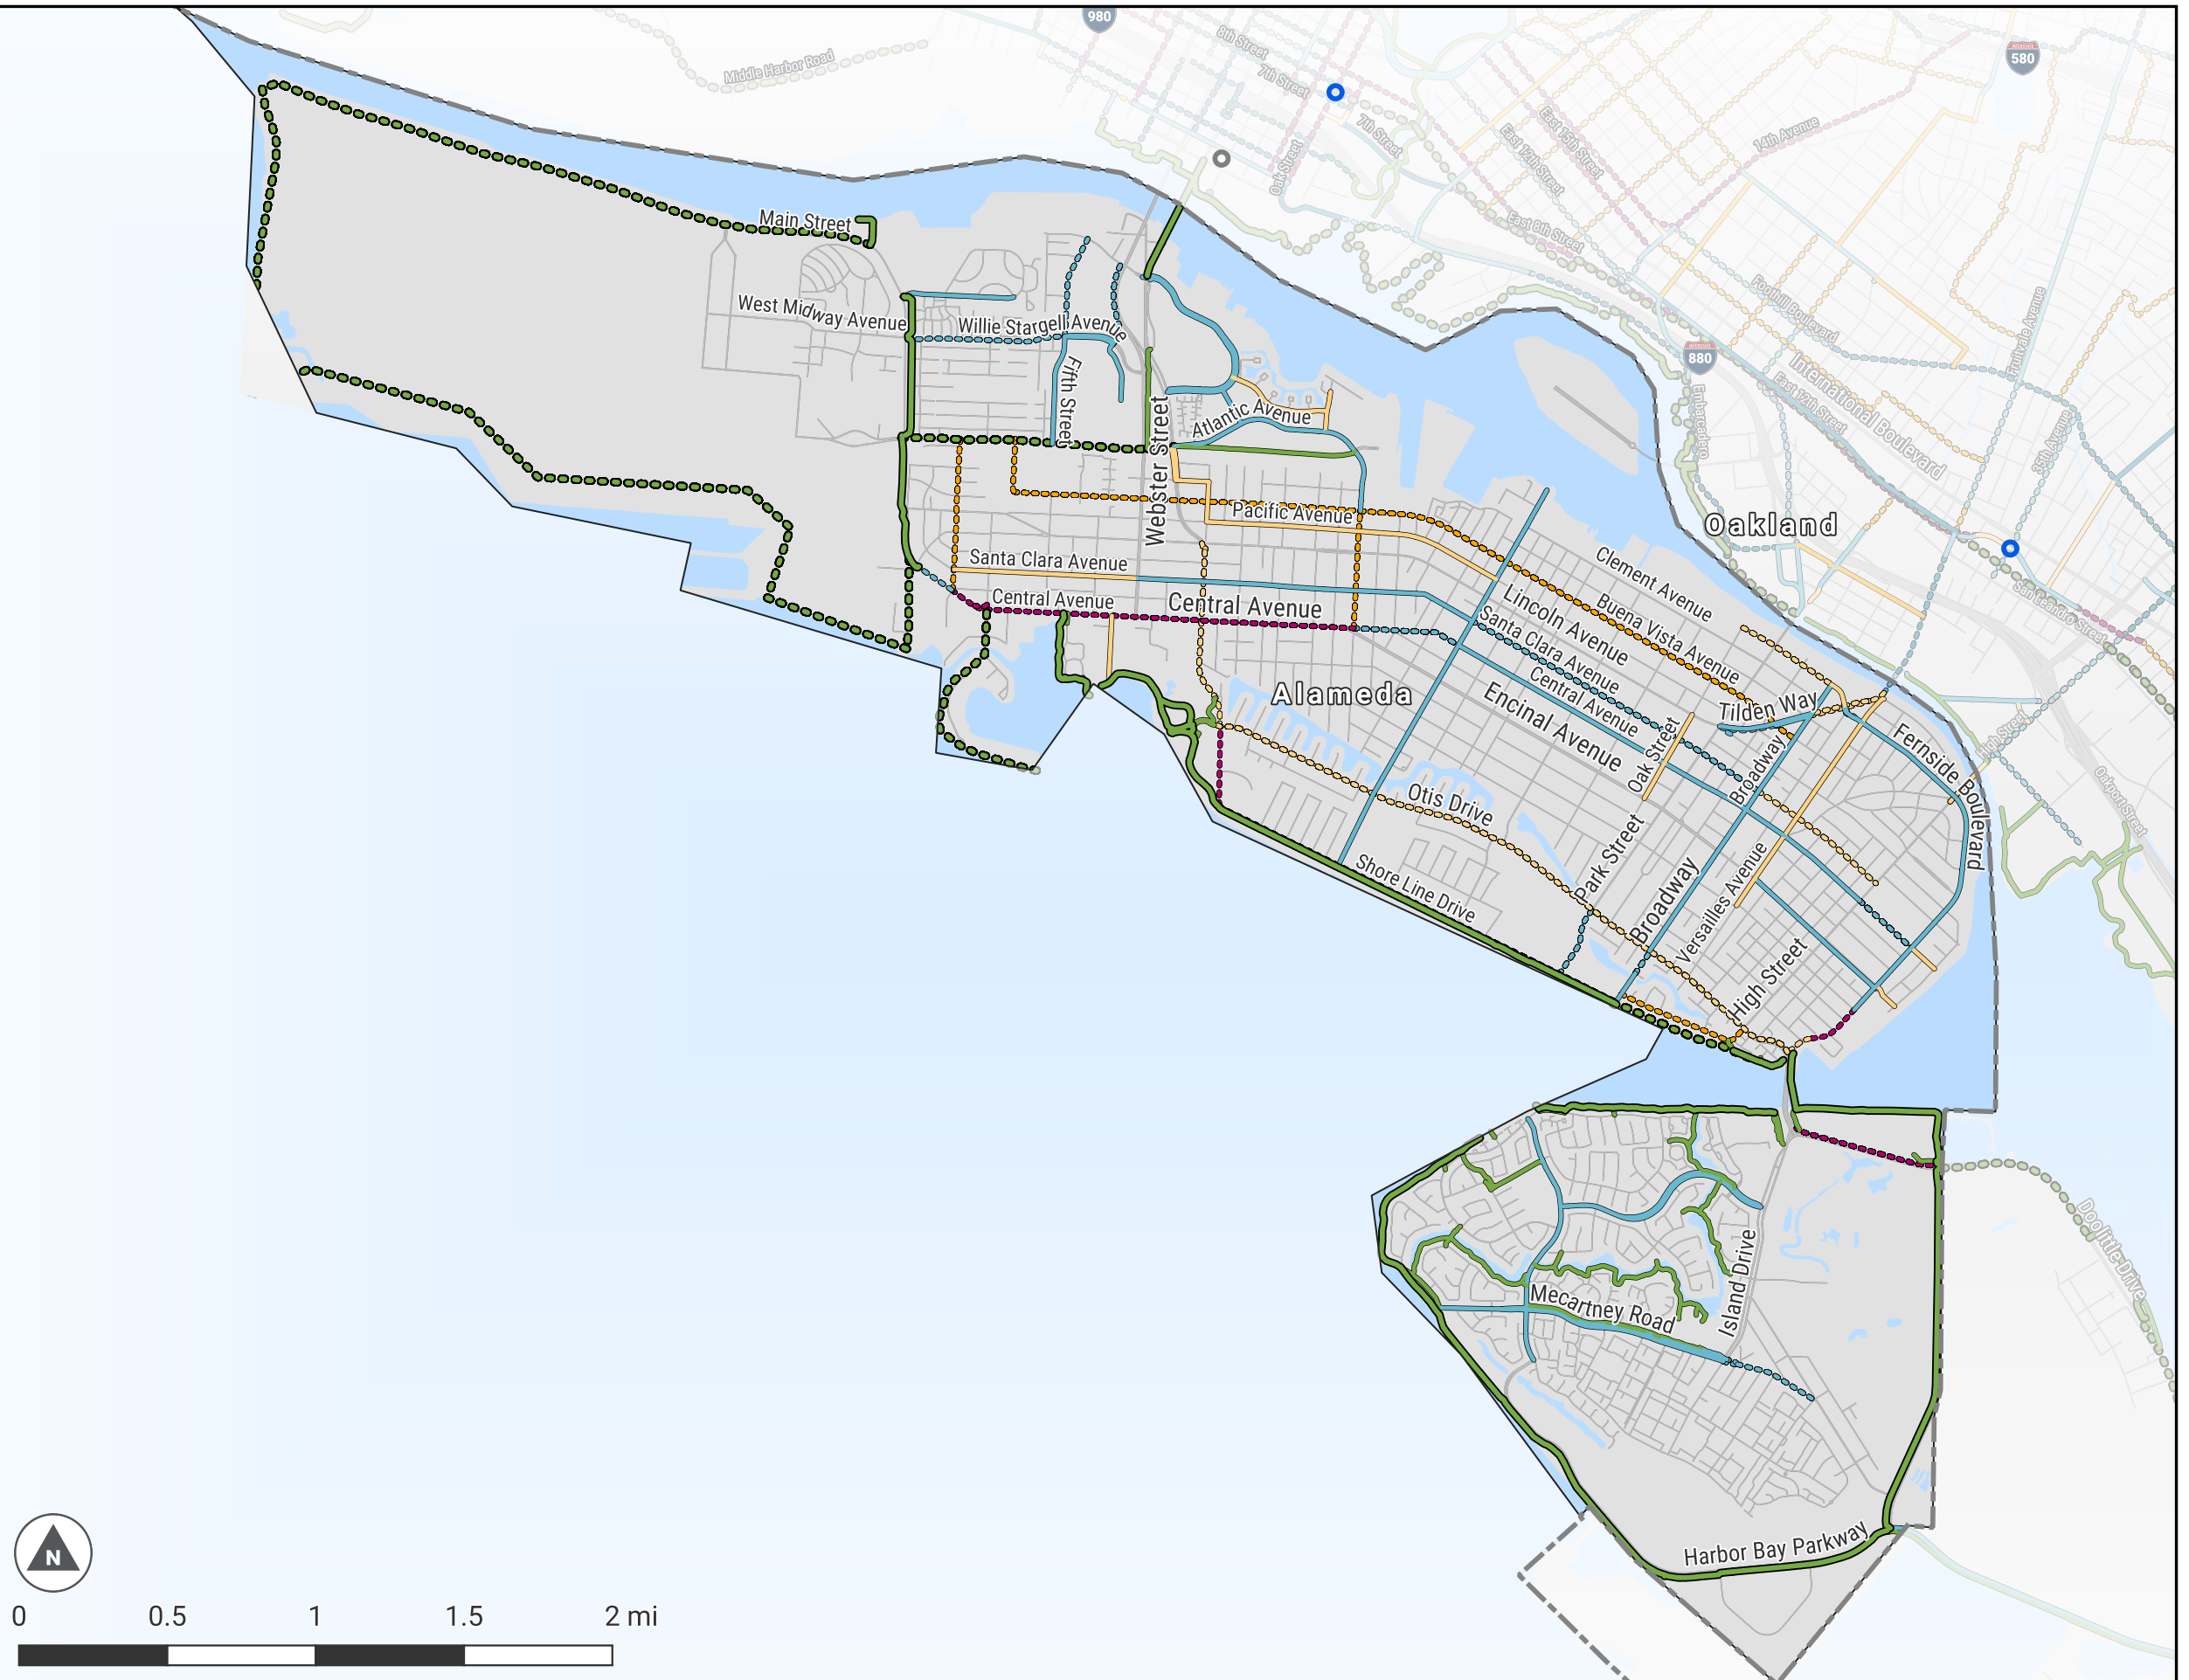 980
8th Street
7th Street
Middle Harbor Road
INTERSTATE
580
East 15th Street
14th Avenue
7th Street
East 12th Street
Oak Street
East 8th Street
Main Street
Foothill Boulevard
Fruitvale Avenue
West Midway Avenue
Willie Stargell Avenue
880
International Boulevard
East 12th Street
Embarcadero
35th Avenue
Fifth Street
Webster Street
Atlantic Avenue
Pacific Avenue
Oakland
Santa Clara Avenue
Clement Avenue
San Leandro Street
Central Avenue
Central Avenue
Lincoln Avenue
Buena Vista Avenue
Santa Clara Avenue
Central Avenue
Alameda
Encinal Avenue
Tilden Way
Oak Street
Broadway
Fernside Boulevard
High Street
Oakport Street
Otis Drive
Park Street
Shore Line Drive
Broadway
Versailles Avenue
High Street
Doolittle Drive
Island Drive
Mecartney Road
Harbor Bay Parkway
N
0 0.5 1 1.5 2 mi